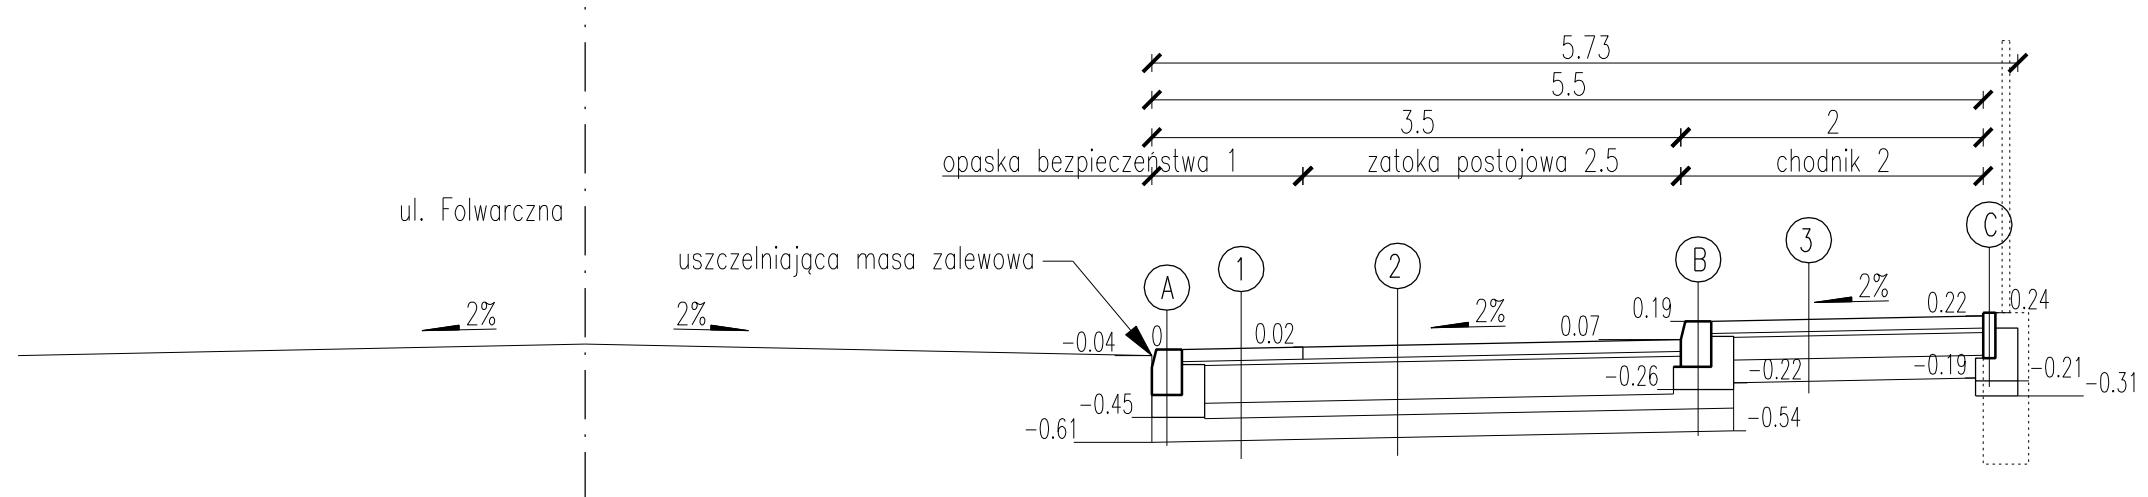 5.73
5.5
3.5 2
opaska bezpieczeństwa 1 zatoka postojowa 2.5 chodnik 2
ul. Folwarczna
uszczelniająca masa zalewowa
A 1 2 B 3 C
2% 2% 2% 2%
-0.04 0 0.02 0.07 0.19 0.22 0.24
-0.45 -0.26 -0.22 -0.19 -0.21 -0.31
-0.61 -0.54